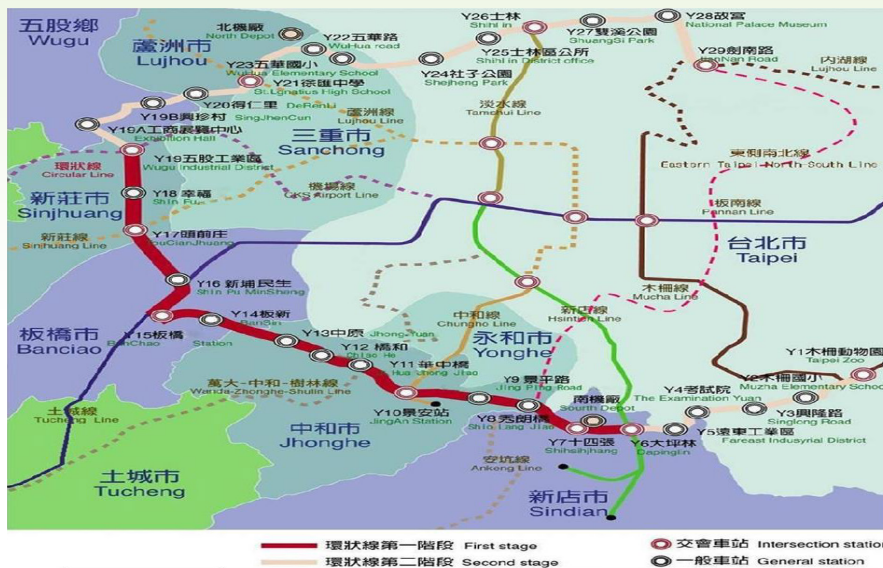 五股鄉
Wugu
蘆洲市
Lujhou
北機廠
North Depot
Y22五華路
WuHua road
Y23五華國小
WuHua Elementary School
Y21徐匯中學
St.Lgnatius High School
Y20得仁里
DeRenLi
Y19B興珍村
SingJhenCun
Y19A工商展覽中心
Exhibition Hall
Y19五股工業區
Wugu Industrial District
Y18幸福
Shin Fu
Y17頭前庄
TouCianJhuang
Y16新埔民生
Shin Pu MinSheng
Y15板橋
BanChao Station
Y14板新
BanSin
Y13中原
Jhong Yuan
Y12橋和
Chiao He
Y11華中橋
Hua Jhong Jiao
Y10景安站
JingAn Station
Y9景平路
Jing Ping Road
Y8秀朗橋
Shio Lang Jiao
Y7十四張
Shihsihjhang
Y6大坪林
Dapinglin
南機廠
Sourth Depot
Y5遠東工業區
Fareast Indusyrial District
Y4考試院
The Examination Yuan
Y3興隆路
Singlong Road
Y2木柵國小
Muzha Elementary School
Y1木柵動物園
Taipei Zoo
Y24社子公園
Shejheng Park
Y25士林區公所
Shihl in District office
Y26士林
Shihl in
Y27雙溪公園
ShuangSi Park
Y28故宮
National Palace Museum
Y29劍南路
JianNan Road
內湖線
Lujhou Line
蘆洲線
Lujhou Line
淡水線
Tamshui Line
東側南北線
Eastern Taipei-North-South Line
環狀線
Circular Line
機場線
CKS Airport Line
板南線
Pannan Line
新莊線
Sinjhuang Line
木柵線
Mucha Line
中和線
Chungho Line
新店線
Hsintien Line
萬大-中和-樹林線
Wanda-Zhonghe-Shulin Line
土城線
Tucheng Line
安坑線
Ankeng Line
三重市
Sanchong
新莊市
Sinjhuang
台北市
Taipei
板橋市
Banciao
永和市
Yonghe
中和市
Jhonghe
土城市
Tucheng
新店市
Sindian
環狀線第一階段 First stage
環狀線第二階段 Second stage
交會車站 Intersection station
一般車站 General station